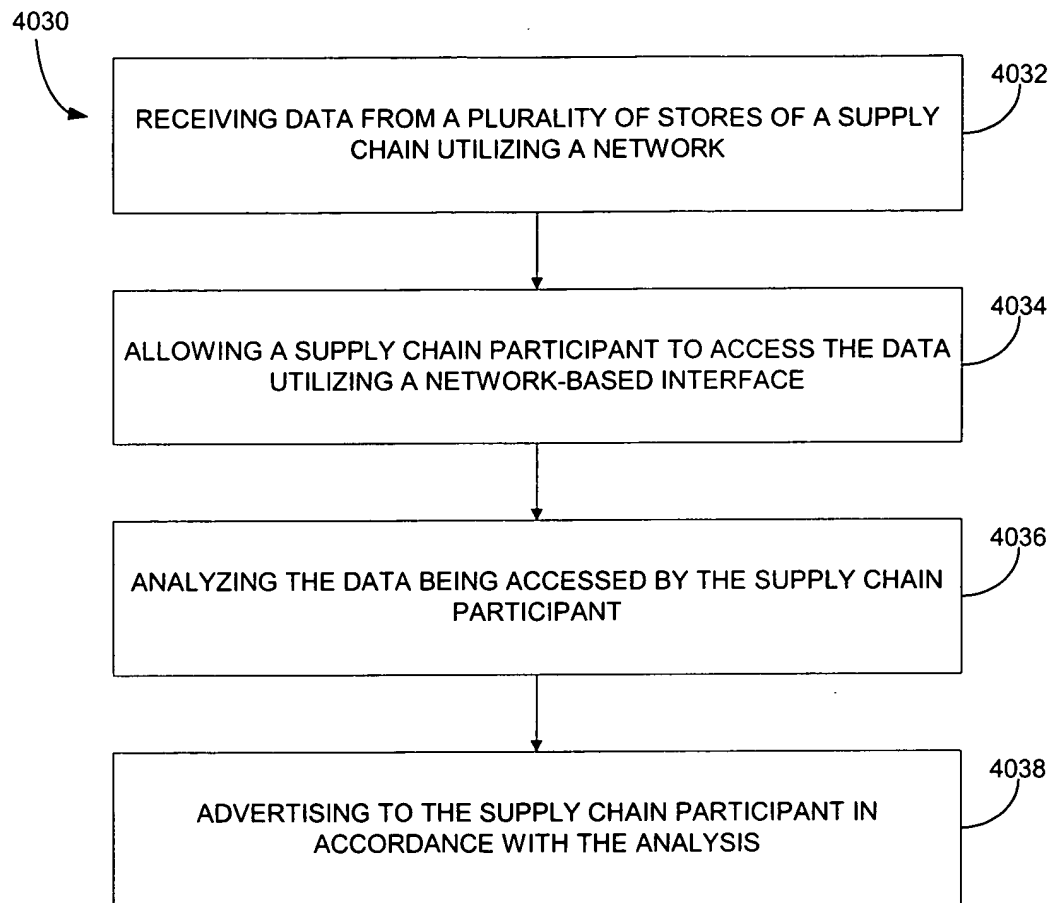 4030
4032
RECEIVING DATA FROM A PLURALITY OF STORES OF A SUPPLY
CHAIN UTILIZING A NETWORK
4034
ALLOWING A SUPPLY CHAIN PARTICIPANT TO ACCESS THE DATA
UTILIZING A NETWORK-BASED INTERFACE
4036
ANALYZING THE DATA BEING ACCESSED BY THE SUPPLY CHAIN
PARTICIPANT
4038
ADVERTISING TO THE SUPPLY CHAIN PARTICIPANT IN
ACCORDANCE WITH THE ANALYSIS